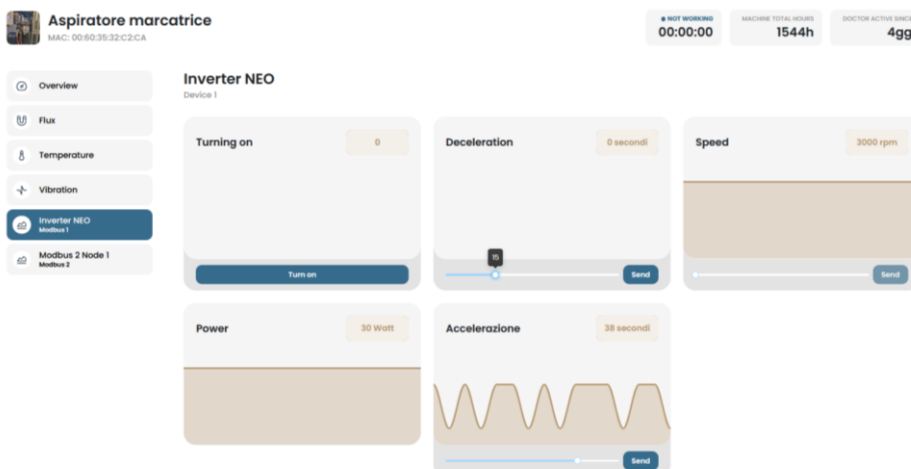 Aspiratore marcatrice
MAC: 00:60:35:32:C2:CA
NOT WORKING
00:00:00
MACHINE TOTAL HOURS
1544h
DOCTOR ACTIVE SINCE
4gg
Overview
Flux
Temperature
Vibration
Inverter NEO
Modbus 1
Modbus 2 Node 1
Modbus 2
Inverter NEO
Device 1
Turning on
0
Turn on
Deceleration
0 secondi
15
Send
Speed
3000 rpm
Send
Power
30 Watt
Accelerazione
38 secondi
Send